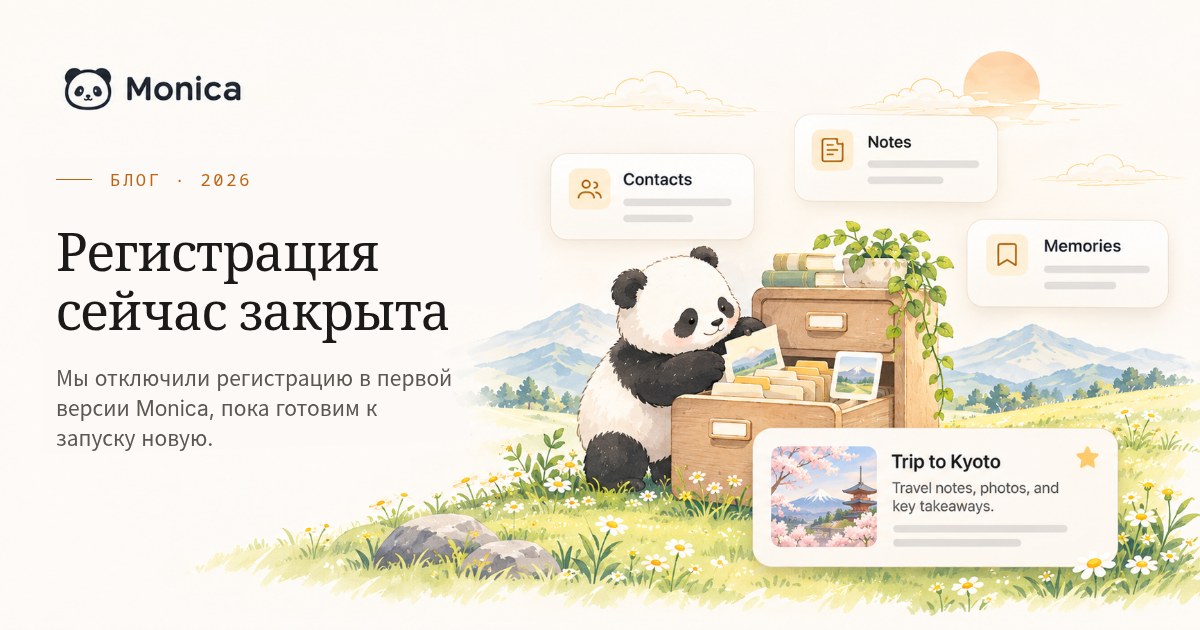 Monica
БЛОГ · 2026
Регистрация
сейчас закрыта
Мы отключили регистрацию в первой
версии Monica, пока готовим к
запуску новую.
Contacts
Notes
Memories
Trip to Kyoto
Travel notes, photos, and
key takeaways.